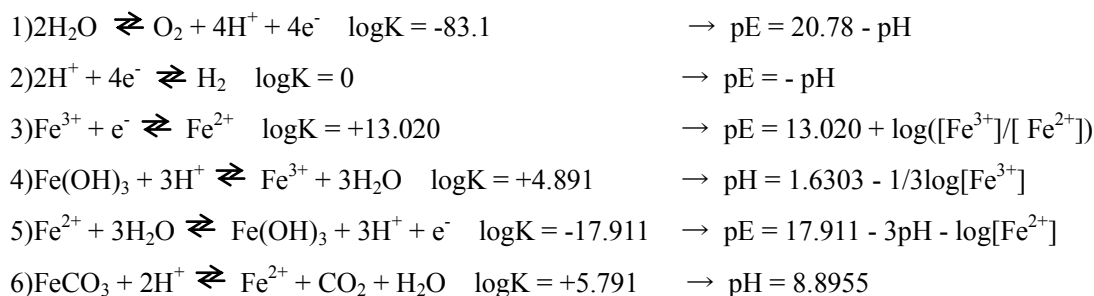 1)2H₂O ⇄ O₂ + 4H⁺ + 4e⁻ logK = -83.1 → pE = 20.78 - pH
2)2H⁺ + 4e⁻ ⇄ H₂ logK = 0 → pE = - pH
3)Fe³⁺ + e⁻ ⇄ Fe²⁺ logK = +13.020 → pE = 13.020 + log([Fe³⁺]/[ Fe²⁺])
4)Fe(OH)₃ + 3H⁺ ⇄ Fe³⁺ + 3H₂O logK = +4.891 → pH = 1.6303 - 1/3log[Fe³⁺]
5)Fe²⁺ + 3H₂O ⇄ Fe(OH)₃ + 3H⁺ + e⁻ logK = -17.911 → pE = 17.911 - 3pH - log[Fe²⁺]
6)FeCO₃ + 2H⁺ ⇄ Fe²⁺ + CO₂ + H₂O logK = +5.791 → pH = 8.8955